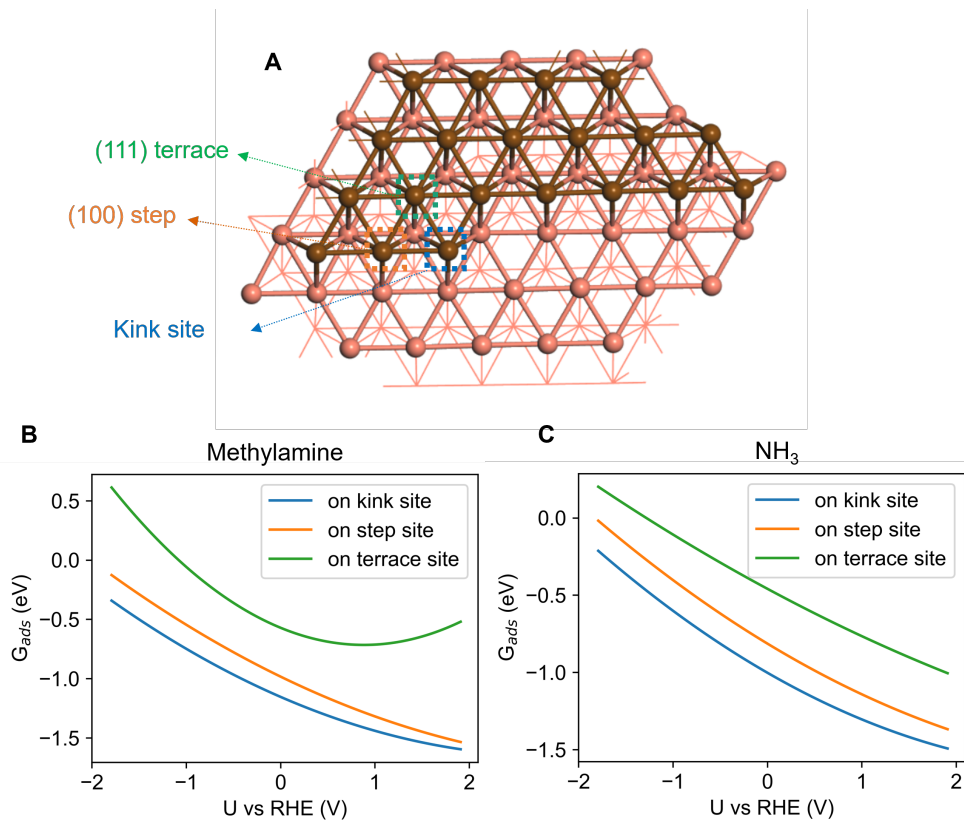 A
(111) terrace
(100) step
Kink site
B
Methylamine
0.5
0.0
−0.5
−1.0
−1.5
−2
−1
0
1
2
G_ads (eV)
U vs RHE (V)
on kink site
on step site
on terrace site
C
NH₃
0.0
−0.5
−1.0
−1.5
−2
−1
0
1
2
G_ads (eV)
U vs RHE (V)
on kink site
on step site
on terrace site